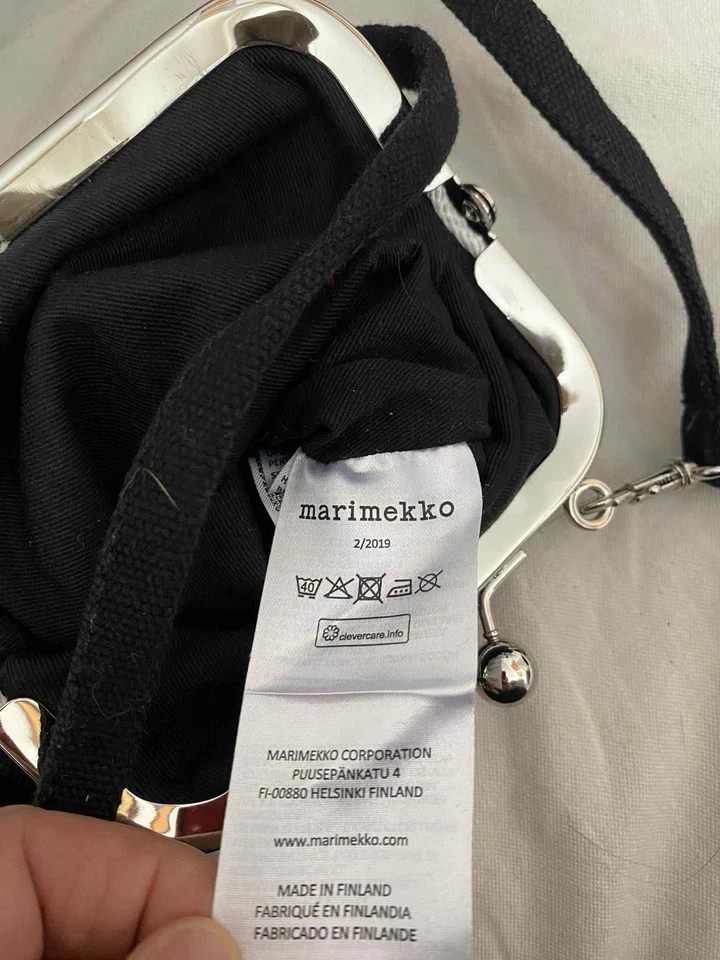 marimekko
2/2019
40
clevercare.info
MARIMEKKO CORPORATION
PUUSEPÄNKATU 4
FI-00880 HELSINKI FINLAND
www.marimekko.com
MADE IN FINLAND
FABRIQUÉ EN FINLANDIA
FABRICADO EN FINLANDE